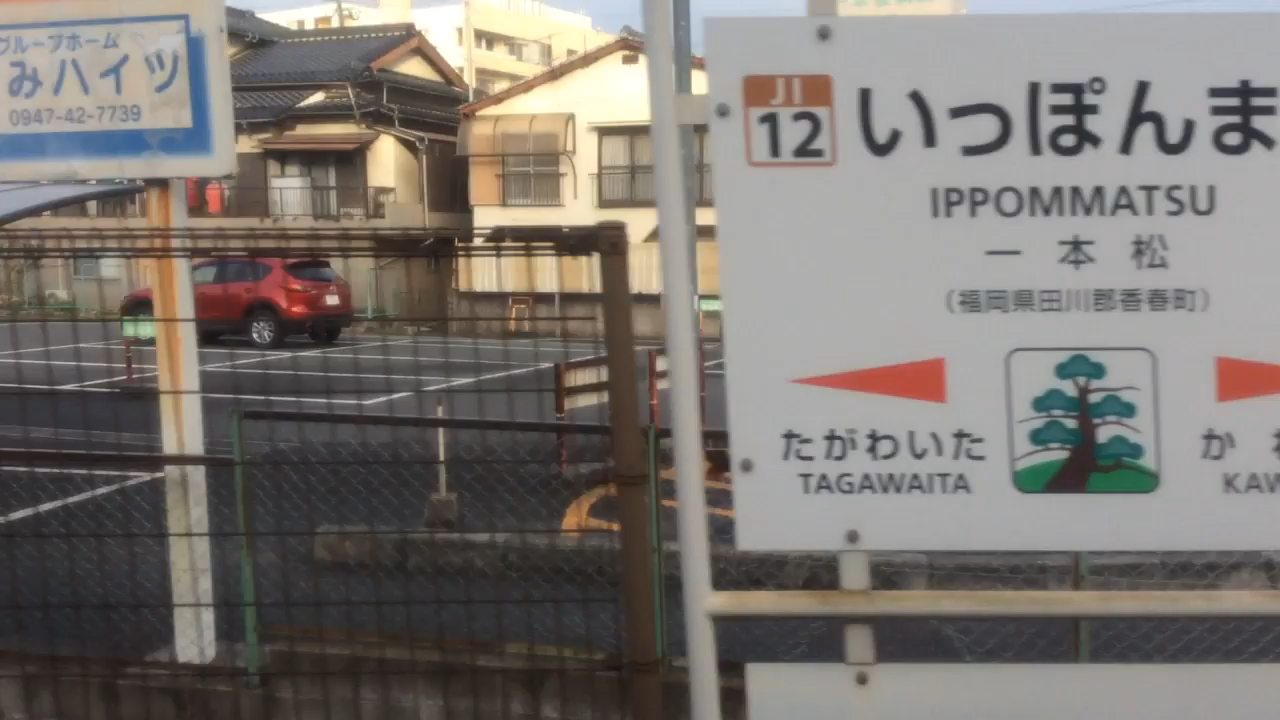 グループホーム
みハイツ
0947-42-7739
JI
12
いっぽんま
IPPOMMATSU
一本松
(福岡県田川郡香春町)
たがわいた
TAGAWAITA
か
KAW